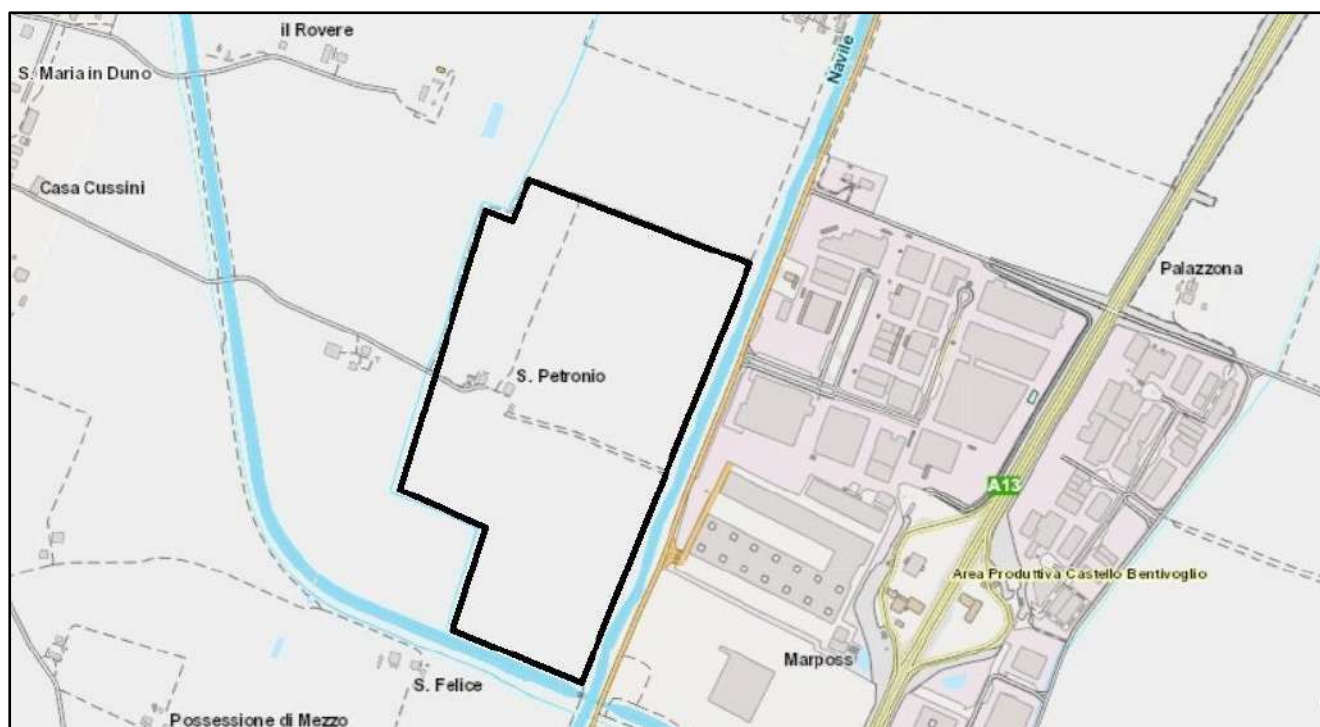 il Rovere
S. Maria in Duno
Navile
Casa Cussini
Palazzona
S. Petronio
A13
Area Produttiva Castello Bentivoglio
Marposs
S. Felice
Possessione di Mezzo